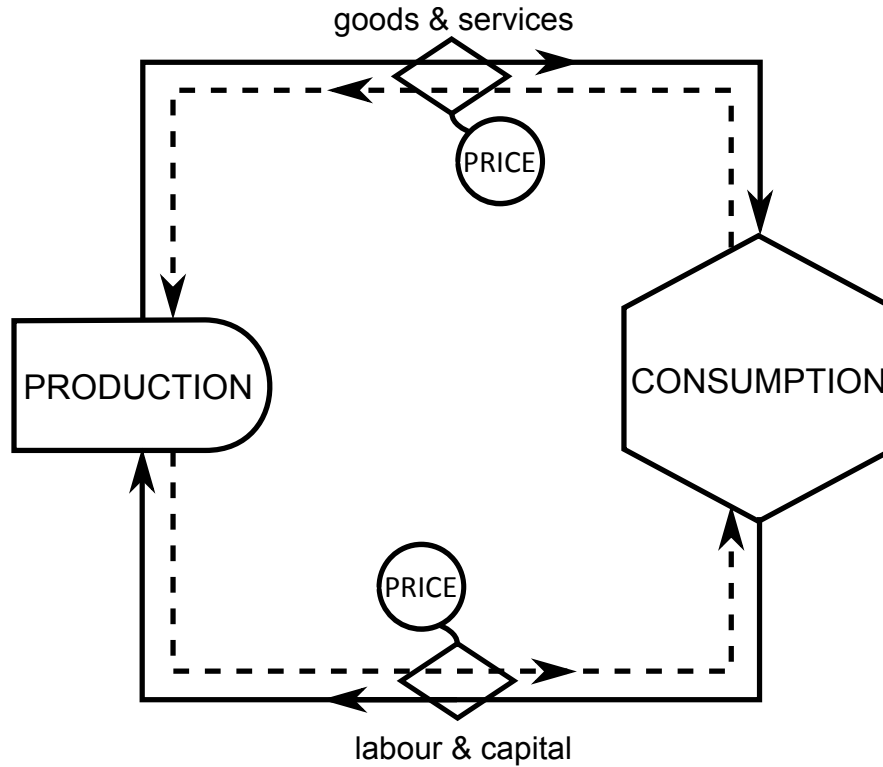 goods & services
PRICE
PRODUCTION
CONSUMPTION
PRICE
labour & capital